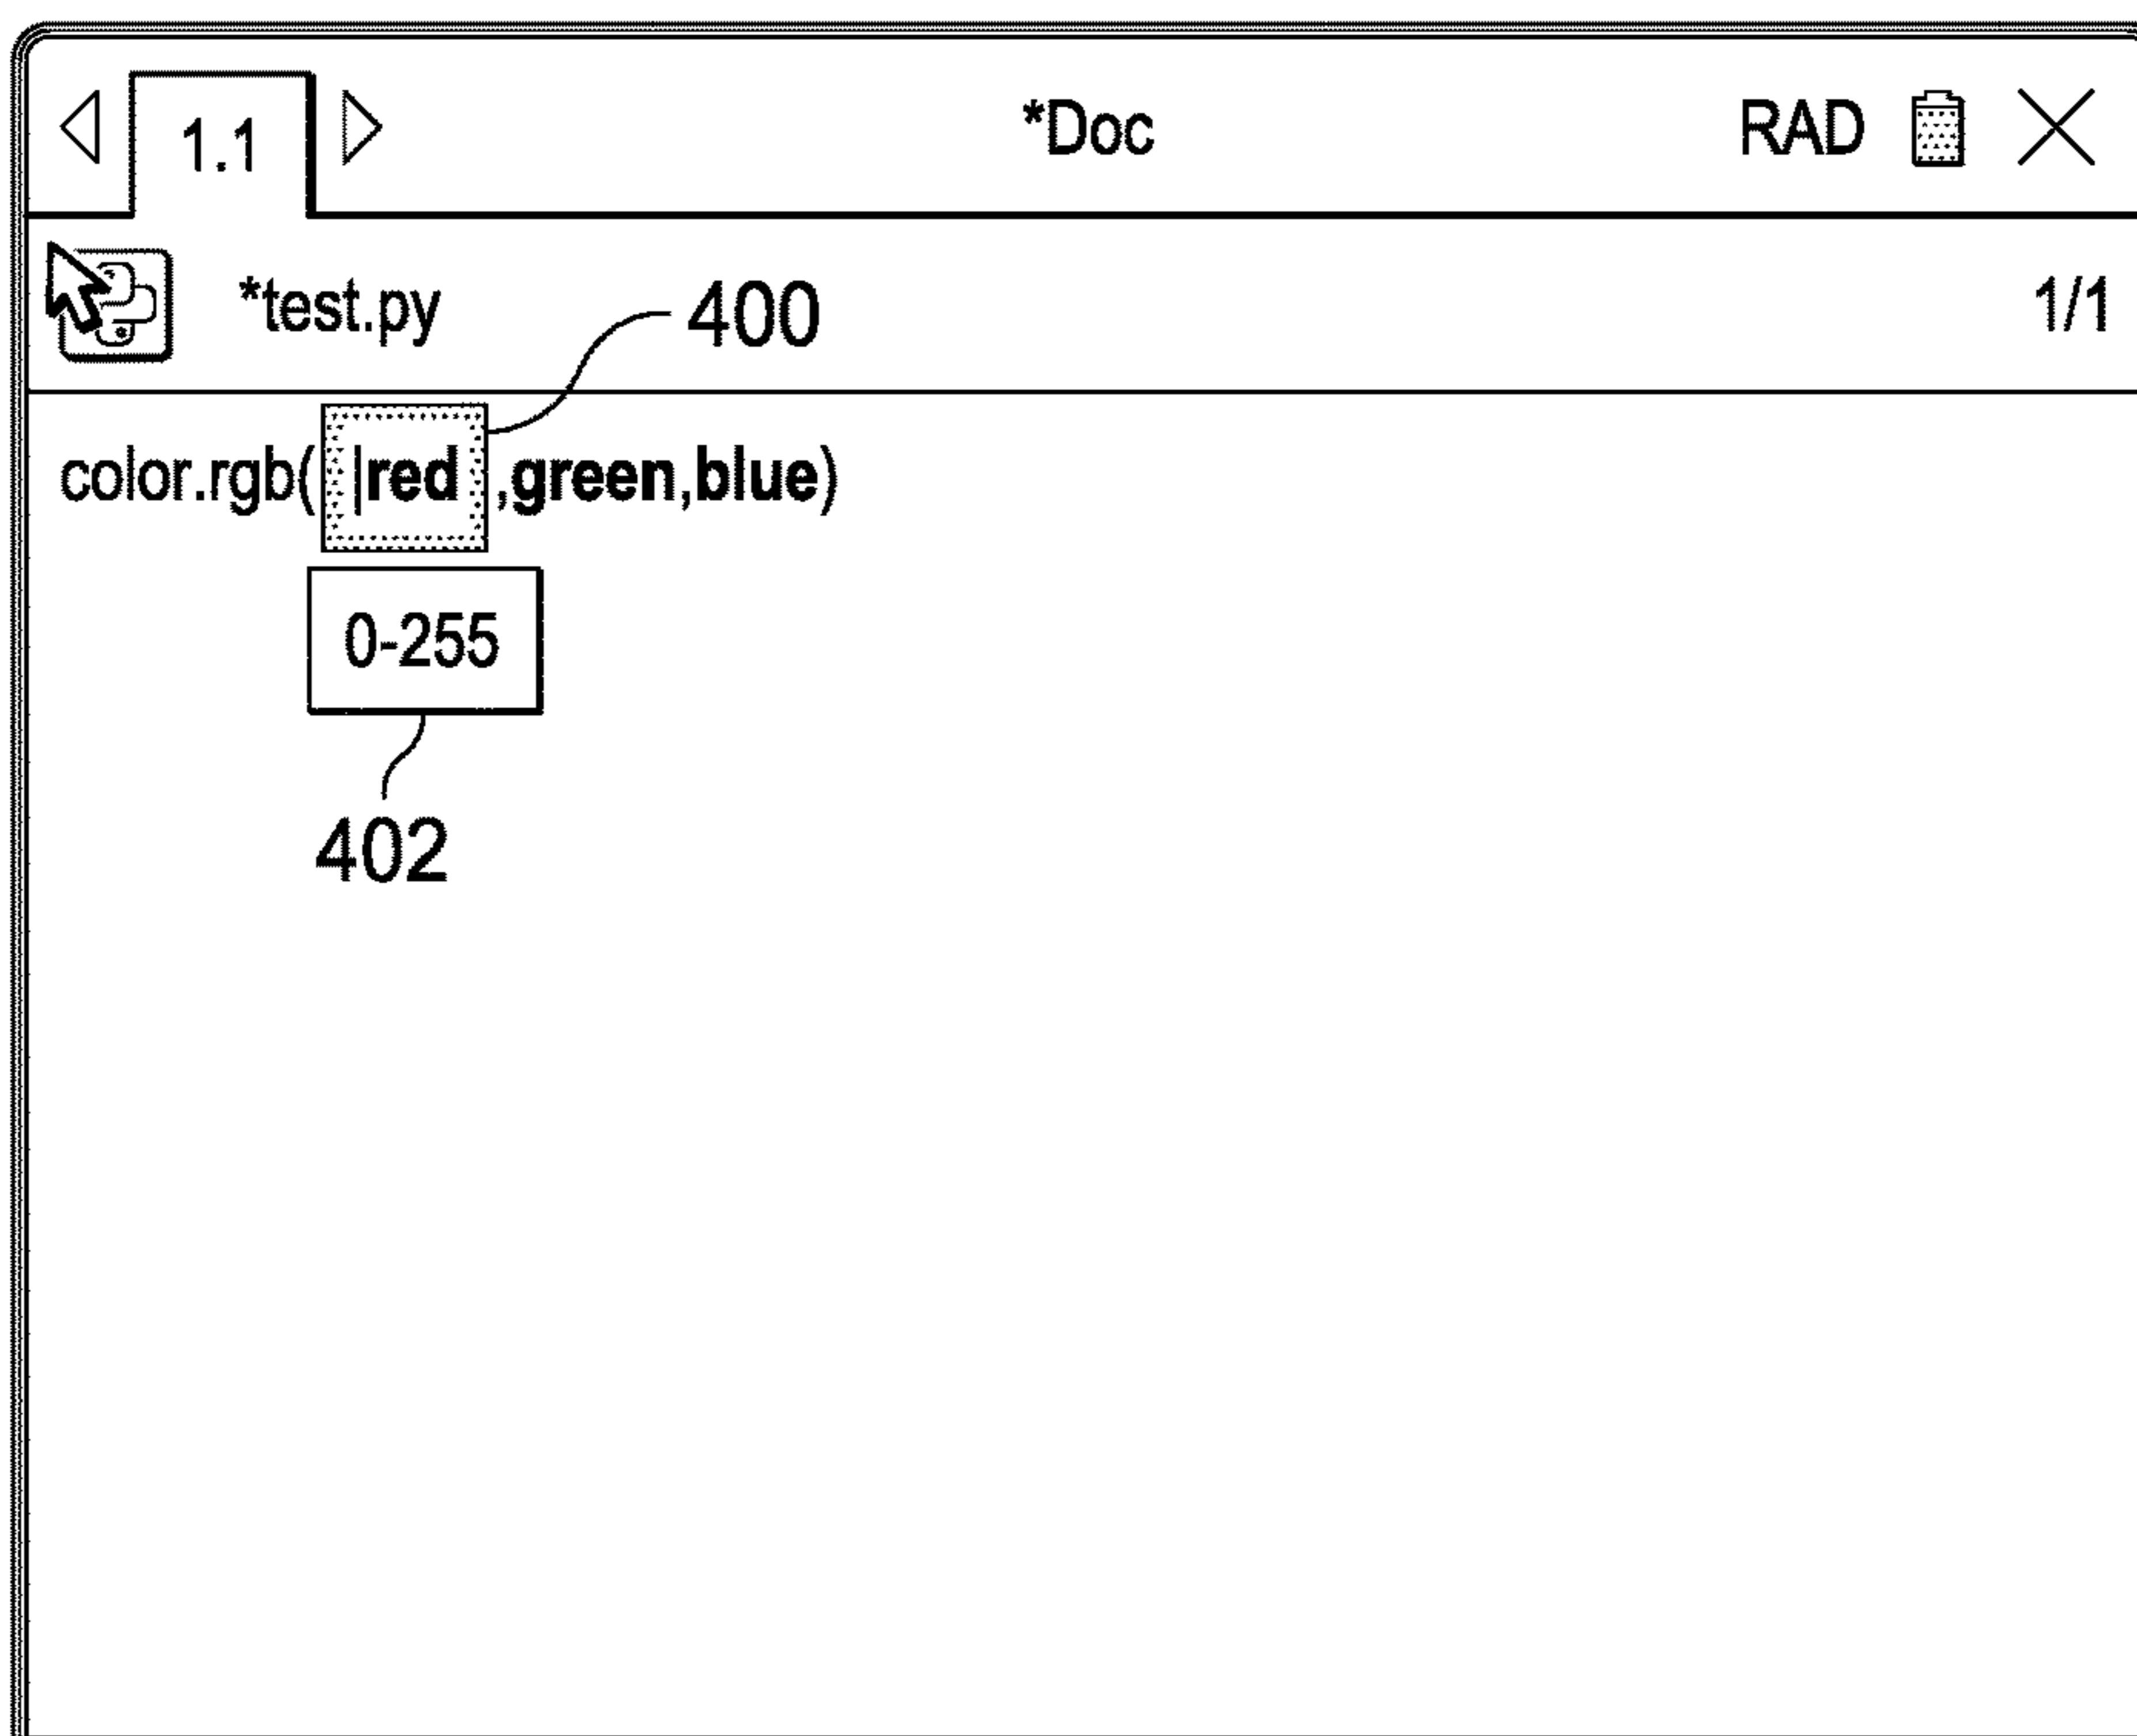 1.1 *Doc RAD
*test.py 400 1/1
color.rgb(|red ,green,blue)
0-255
402